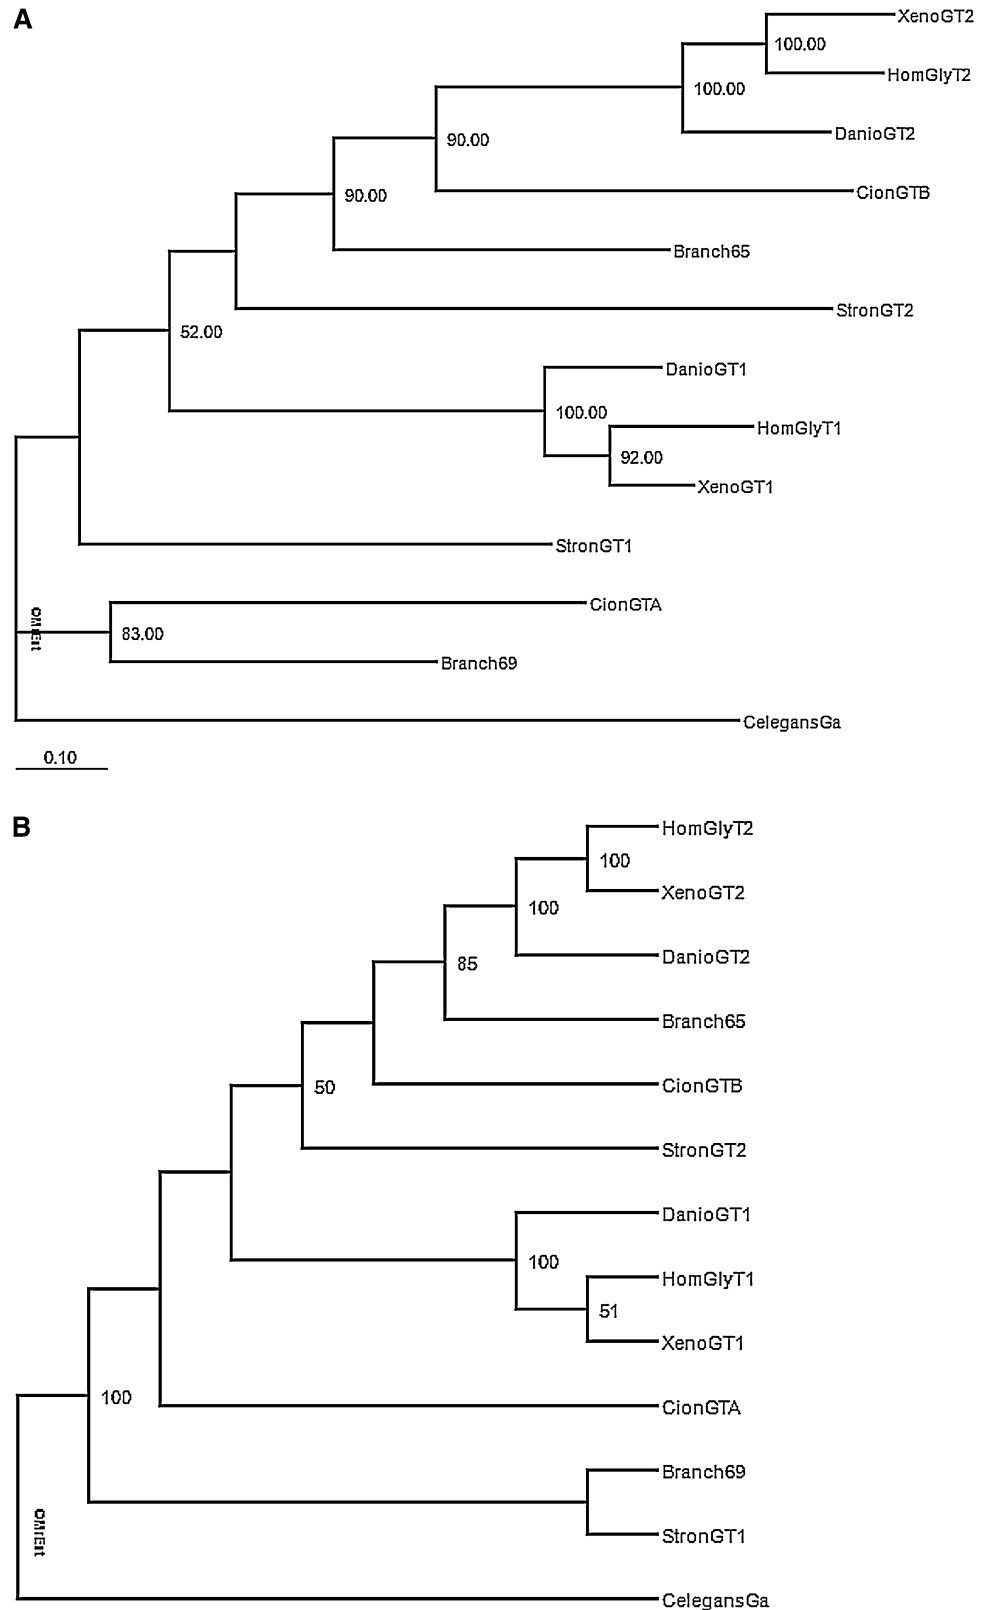 A
XenoGT2
100.00
HomGlyT2
100.00
DanioGT2
90.00
CionGTB
90.00
Branch65
StronGT2
52.00
DanioGT1
100.00
HomGlyT1
92.00
XenoGT1
StronGT1
CionGTA
83.00
Branch69
CelegansGa
0.10
B
HomGlyT2
100
XenoGT2
100
DanioGT2
85
Branch65
CionGTB
50
StronGT2
DanioGT1
100
HomGlyT1
51
XenoGT1
100
CionGTA
Branch69
StronGT1
CelegansGa